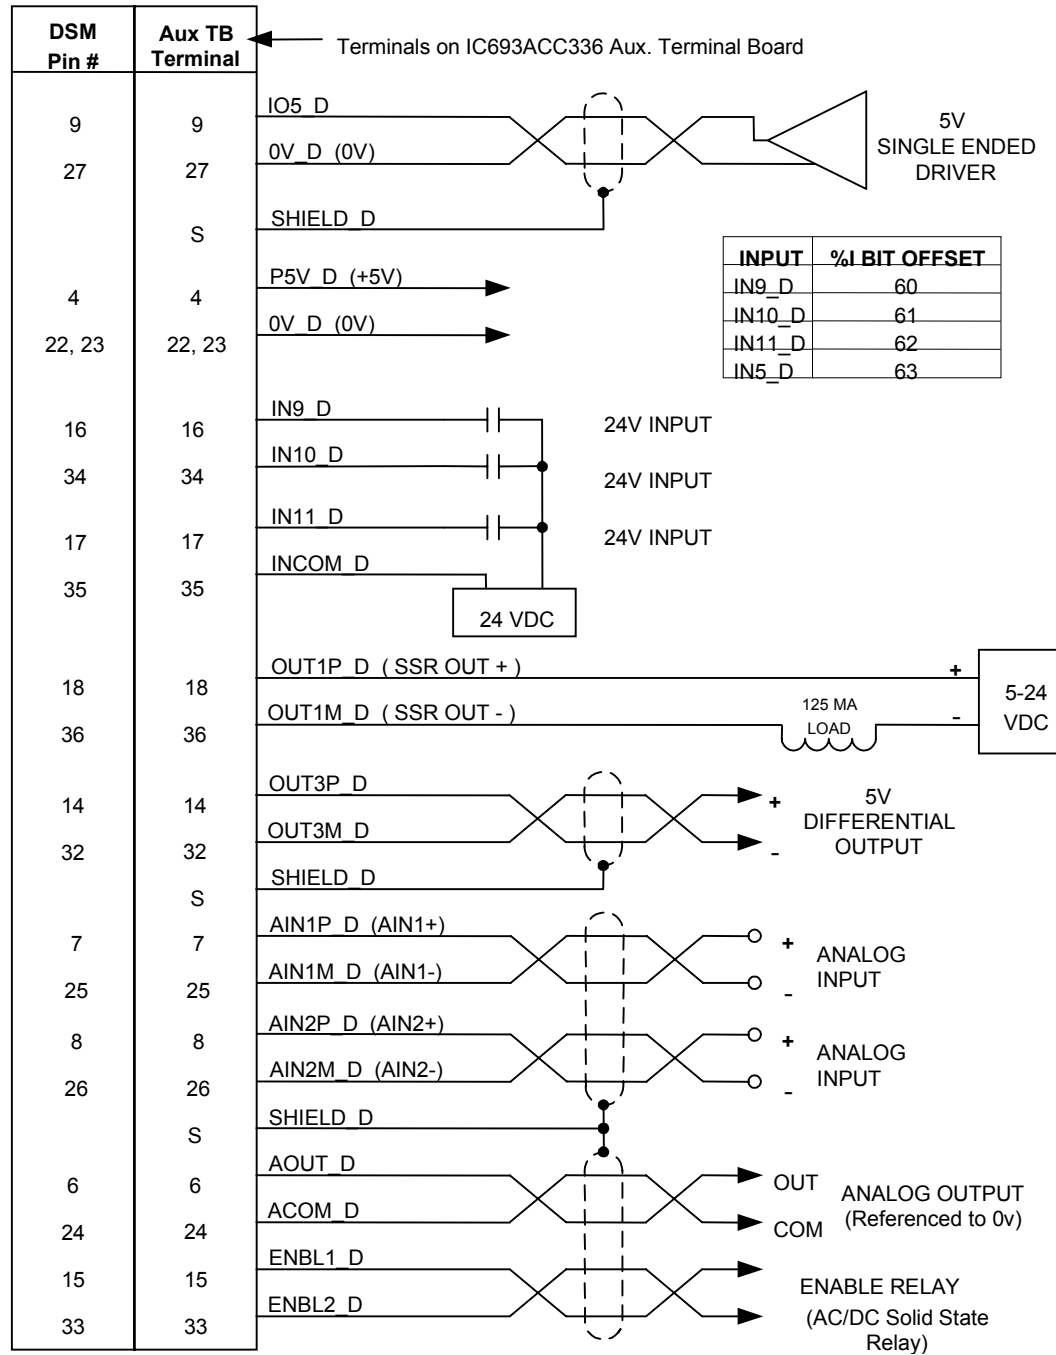 DSM Pin # Aux TB Terminal
Terminals on IC693ACC336 Aux. Terminal Board
9 9 IO5_D
27 27 0V_D (0V)
5V
SINGLE ENDED
DRIVER
S SHIELD_D
4 4 P5V_D (+5V)
22, 23 22, 23 0V_D (0V)
INPUT %I BIT OFFSET
IN9_D 60
IN10_D 61
IN11_D 62
IN5_D 63
16 16 IN9_D 24V INPUT
34 34 IN10_D 24V INPUT
17 17 IN11_D 24V INPUT
35 35 INCOM_D
24 VDC
18 18 OUT1P_D ( SSR OUT + ) +
36 36 OUT1M_D ( SSR OUT - ) -
125 MA
LOAD
5-24
VDC
14 14 OUT3P_D +
32 32 OUT3M_D -
5V
DIFFERENTIAL
OUTPUT
S SHIELD_D
7 7 AIN1P_D (AIN1+) +
25 25 AIN1M_D (AIN1-) -
ANALOG
INPUT
8 8 AIN2P_D (AIN2+) +
26 26 AIN2M_D (AIN2-) -
ANALOG
INPUT
S SHIELD_D
6 6 AOUT_D OUT
24 24 ACOM_D COM
ANALOG OUTPUT
(Referenced to 0v)
15 15 ENBL1_D
33 33 ENBL2_D
ENABLE RELAY
(AC/DC Solid State
Relay)